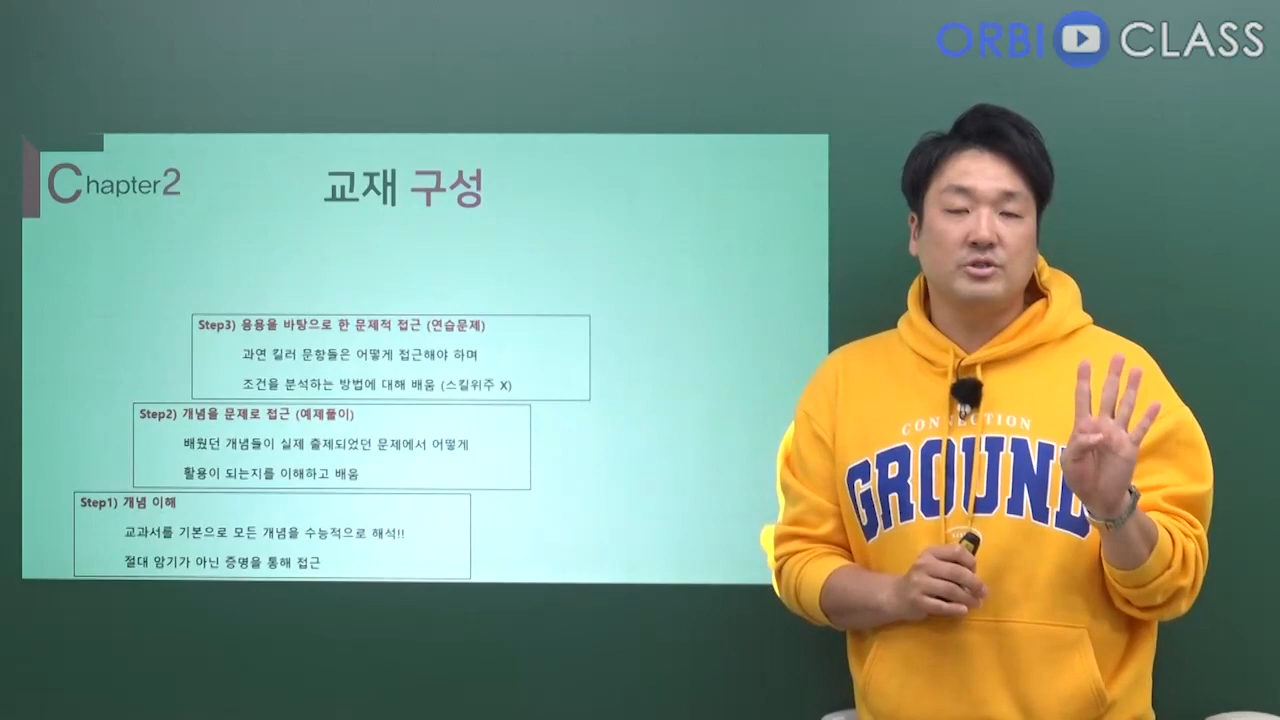 ORBI CLASS
Chapter2
교재 구성
Step3) 응용을 바탕으로 한 문제적 접근 (연습문제)
과연 킬러 문항들은 어떻게 접근해야 하며
조건을 분석하는 방법에 대해 배움 (스킬위주 X)
Step2) 개념을 문제로 접근 (예제풀이)
배웠던 개념들이 실제 출제되었던 문제에서 어떻게
활용이 되는지를 이해하고 배움
Step1) 개념 이해
교과서를 기본으로 모든 개념을 수능적으로 해석!!
절대 암기가 아닌 증명을 통해 접근
CONNECTION
GROUND